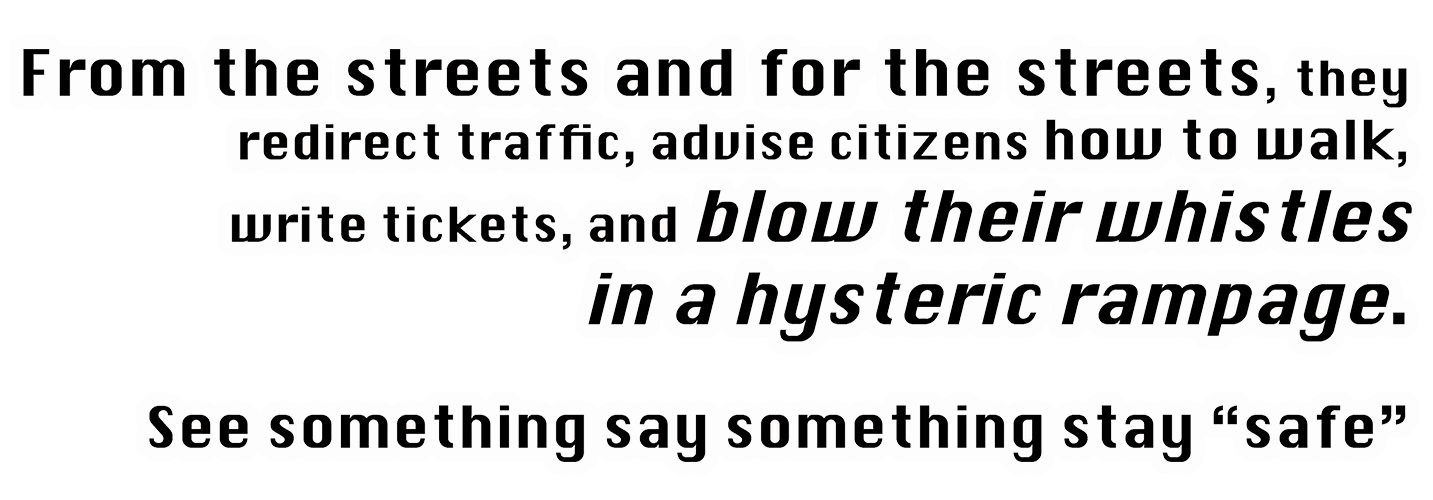 From the streets and for the streets, they
redirect traffic, advise citizens how to walk,
write tickets, and blow their whistles
in a hysteric rampage.
See something say something stay “safe”